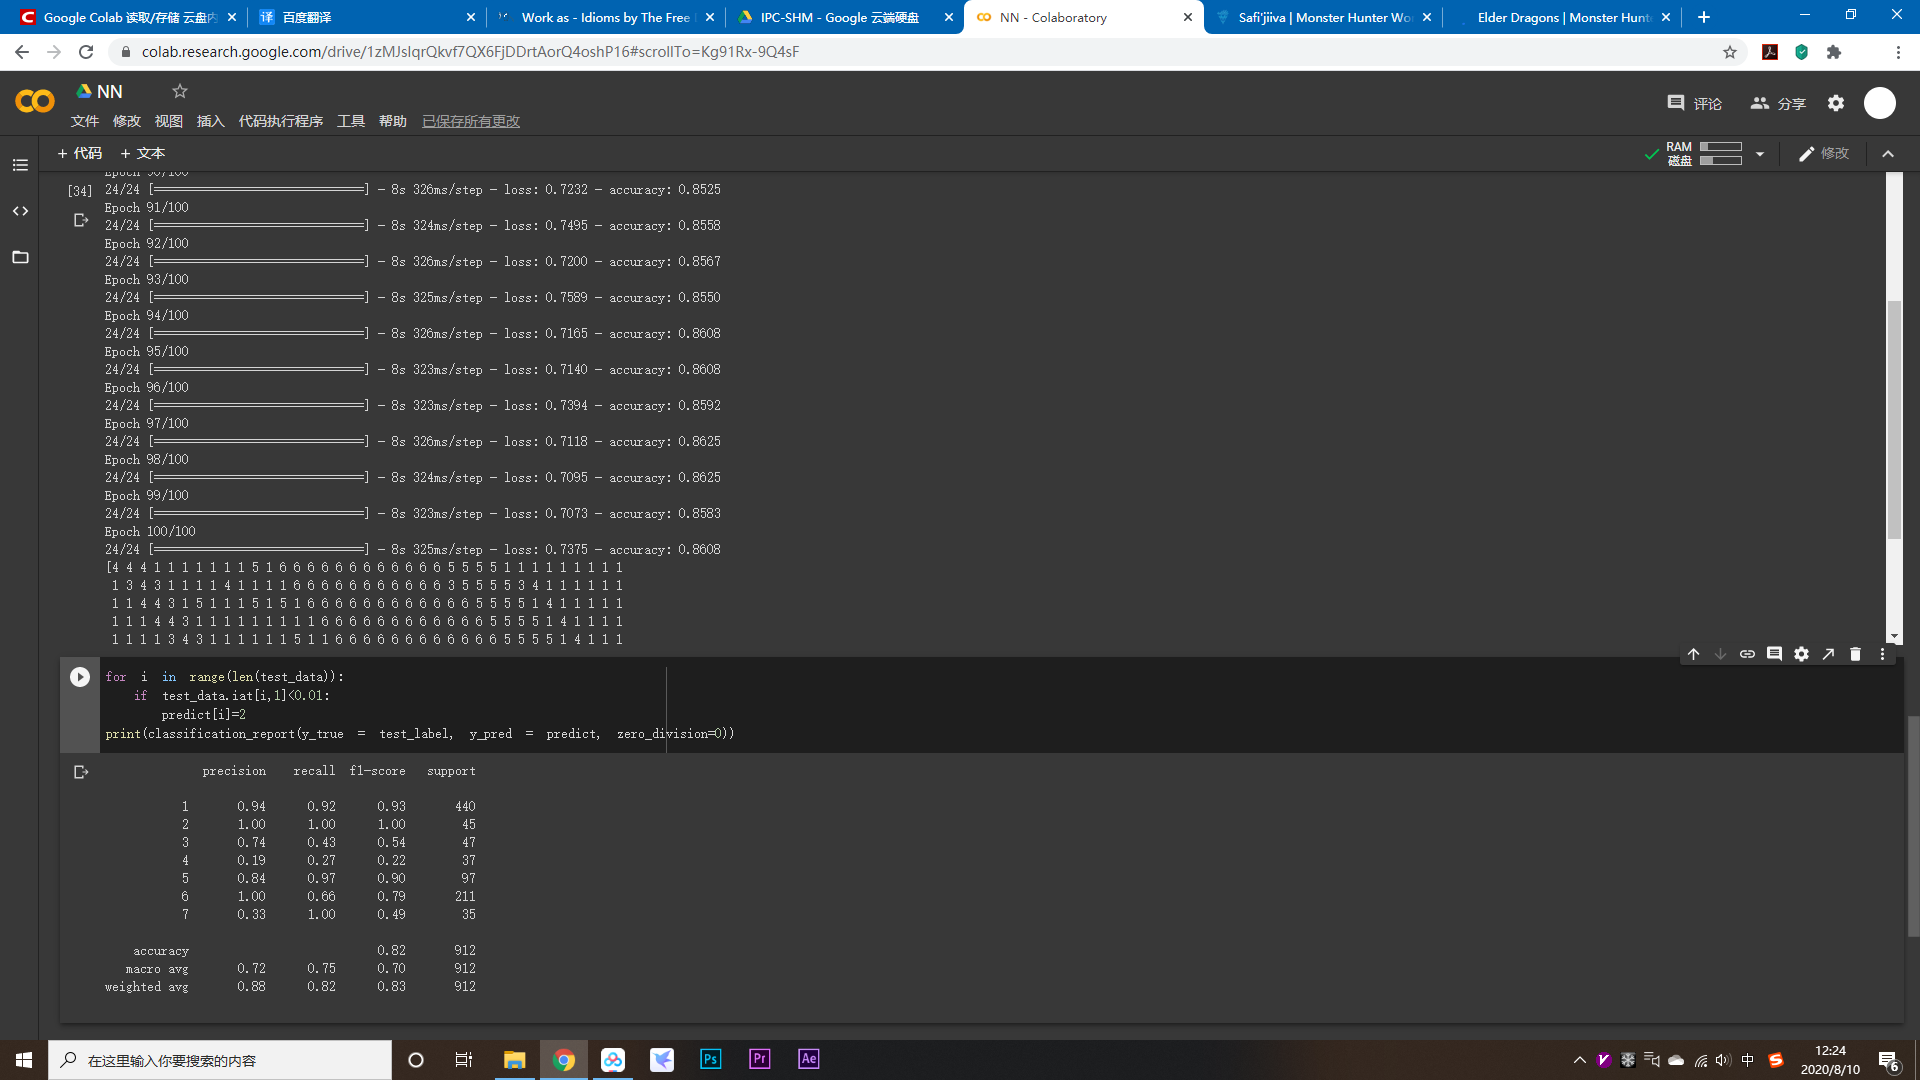 Google Colab 读取/存储 云盘内
百度翻译
Work as - Idioms by The Free
IPC-SHM - Google 云端硬盘
NN - Colaboratory
Safi'jiiva | Monster Hunter Wo
Elder Dragons | Monster Hunt
colab.research.google.com/drive/1zMJsIqrQkvf7QX6FjDDrtAorQ4oshP16#scrollTo=Kg91Rx-9Q4sF
NN
评论
分享
文件 修改 视图 插入 代码执行程序 工具 帮助 已保存所有更改
+ 代码 + 文本
RAM
磁盘
修改
Epoch 90/100
[34] 24/24 [==============================] - 8s 326ms/step - loss: 0.7232 - accuracy: 0.8525
Epoch 91/100
24/24 [==============================] - 8s 324ms/step - loss: 0.7495 - accuracy: 0.8558
Epoch 92/100
24/24 [==============================] - 8s 326ms/step - loss: 0.7200 - accuracy: 0.8567
Epoch 93/100
24/24 [==============================] - 8s 325ms/step - loss: 0.7589 - accuracy: 0.8550
Epoch 94/100
24/24 [==============================] - 8s 326ms/step - loss: 0.7165 - accuracy: 0.8608
Epoch 95/100
24/24 [==============================] - 8s 323ms/step - loss: 0.7140 - accuracy: 0.8608
Epoch 96/100
24/24 [==============================] - 8s 323ms/step - loss: 0.7394 - accuracy: 0.8592
Epoch 97/100
24/24 [==============================] - 8s 326ms/step - loss: 0.7118 - accuracy: 0.8625
Epoch 98/100
24/24 [==============================] - 8s 324ms/step - loss: 0.7095 - accuracy: 0.8625
Epoch 99/100
24/24 [==============================] - 8s 323ms/step - loss: 0.7073 - accuracy: 0.8583
Epoch 100/100
24/24 [==============================] - 8s 325ms/step - loss: 0.7375 - accuracy: 0.8608
[4 4 4 1 1 1 1 1 1 1 5 1 6 6 6 6 6 6 6 6 6 6 6 6 5 5 5 5 1 1 1 1 1 1 1 1 1
1 3 4 3 1 1 1 1 4 1 1 1 1 6 6 6 6 6 6 6 6 6 6 6 3 5 5 5 5 3 4 1 1 1 1 1 1
1 1 4 4 3 1 5 1 1 1 5 1 5 1 6 6 6 6 6 6 6 6 6 6 6 6 5 5 5 5 1 4 1 1 1 1 1
1 1 1 4 4 3 1 1 1 1 1 1 1 1 1 6 6 6 6 6 6 6 6 6 6 6 6 5 5 5 5 1 4 1 1 1 1
1 1 1 1 3 4 3 1 1 1 1 1 1 5 1 1 6 6 6 6 6 6 6 6 6 6 6 6 5 5 5 5 1 4 1 1 1
for i in range(len(test_data)):
if test_data.iat[i,1]<0.01:
predict[i]=2
print(classification_report(y_true = test_label, y_pred = predict, zero_division=0))
precision recall f1-score support
1 0.94 0.92 0.93 440
2 1.00 1.00 1.00 45
3 0.74 0.43 0.54 47
4 0.19 0.27 0.22 37
5 0.84 0.97 0.90 97
6 1.00 0.66 0.79 211
7 0.33 1.00 0.49 35
accuracy 0.82 912
macro avg 0.72 0.75 0.70 912
weighted avg 0.88 0.82 0.83 912
在这里输入你要搜索的内容
Ps
Pr
Ae
中
12:24
2020/8/10
6